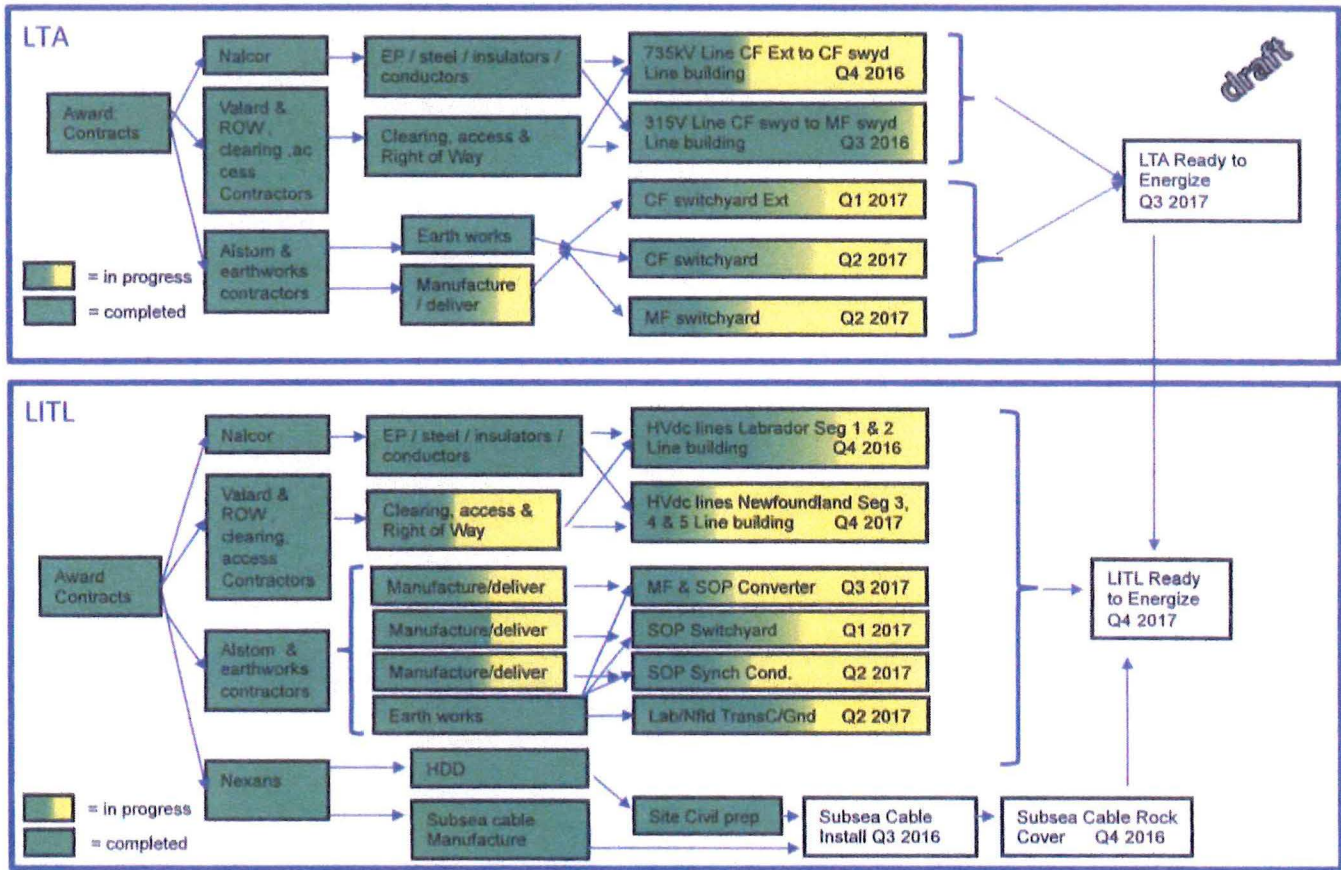 LTA
draft
Award
Contracts
Nalcor
Valard &
ROW ,
clearing ,ac
cess
Contractors
Alstom &
earthworks
contractors
EP / steel / insulators /
conductors
Clearing, access &
Right of Way
Earth works
Manufacture
/ deliver
735kV Line CF Ext to CF swyd
Line building Q4 2016
315V Line CF swyd to MF swyd
Line building Q3 2016
CF switchyard Ext Q1 2017
CF switchyard Q2 2017
MF switchyard Q2 2017
LTA Ready to
Energize
Q3 2017
= in progress
= completed
LITL
Award
Contracts
Nalcor
Valard &
ROW ,
clearing,
access
Contractors
Alstom &
earthworks
contractors
Nexans
EP / steel / insulators /
conductors
Clearing, access &
Right of Way
Manufacture/deliver
Manufacture/deliver
Manufacture/deliver
Earth works
HDD
Subsea cable
Manufacture
HVdc lines Labrador Seg 1 & 2
Line building Q4 2016
HVdc lines Newfoundland Seg 3,
4 & 5 Line building Q4 2017
MF & SOP Converter Q3 2017
SOP Switchyard Q1 2017
SOP Synch Cond. Q2 2017
Lab/Nfld TransC/Gnd Q2 2017
Site Civil prep
Subsea Cable
Install Q3 2016
Subsea Cable Rock
Cover Q4 2016
LITL Ready
to Energize
Q4 2017
= in progress
= completed